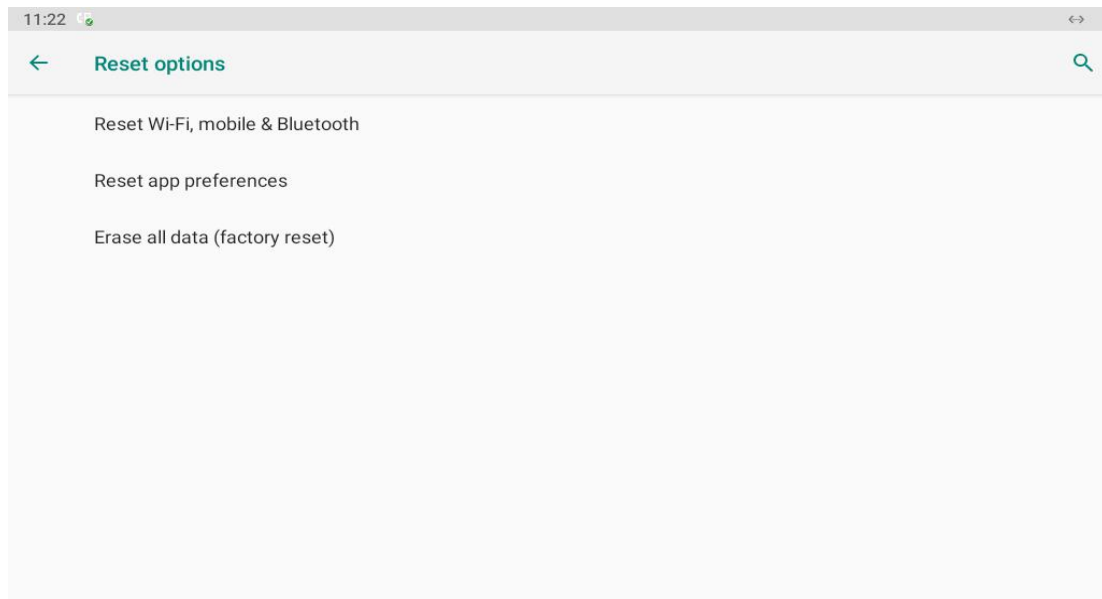 11:22
Reset options
Reset Wi-Fi, mobile & Bluetooth
Reset app preferences
Erase all data (factory reset)